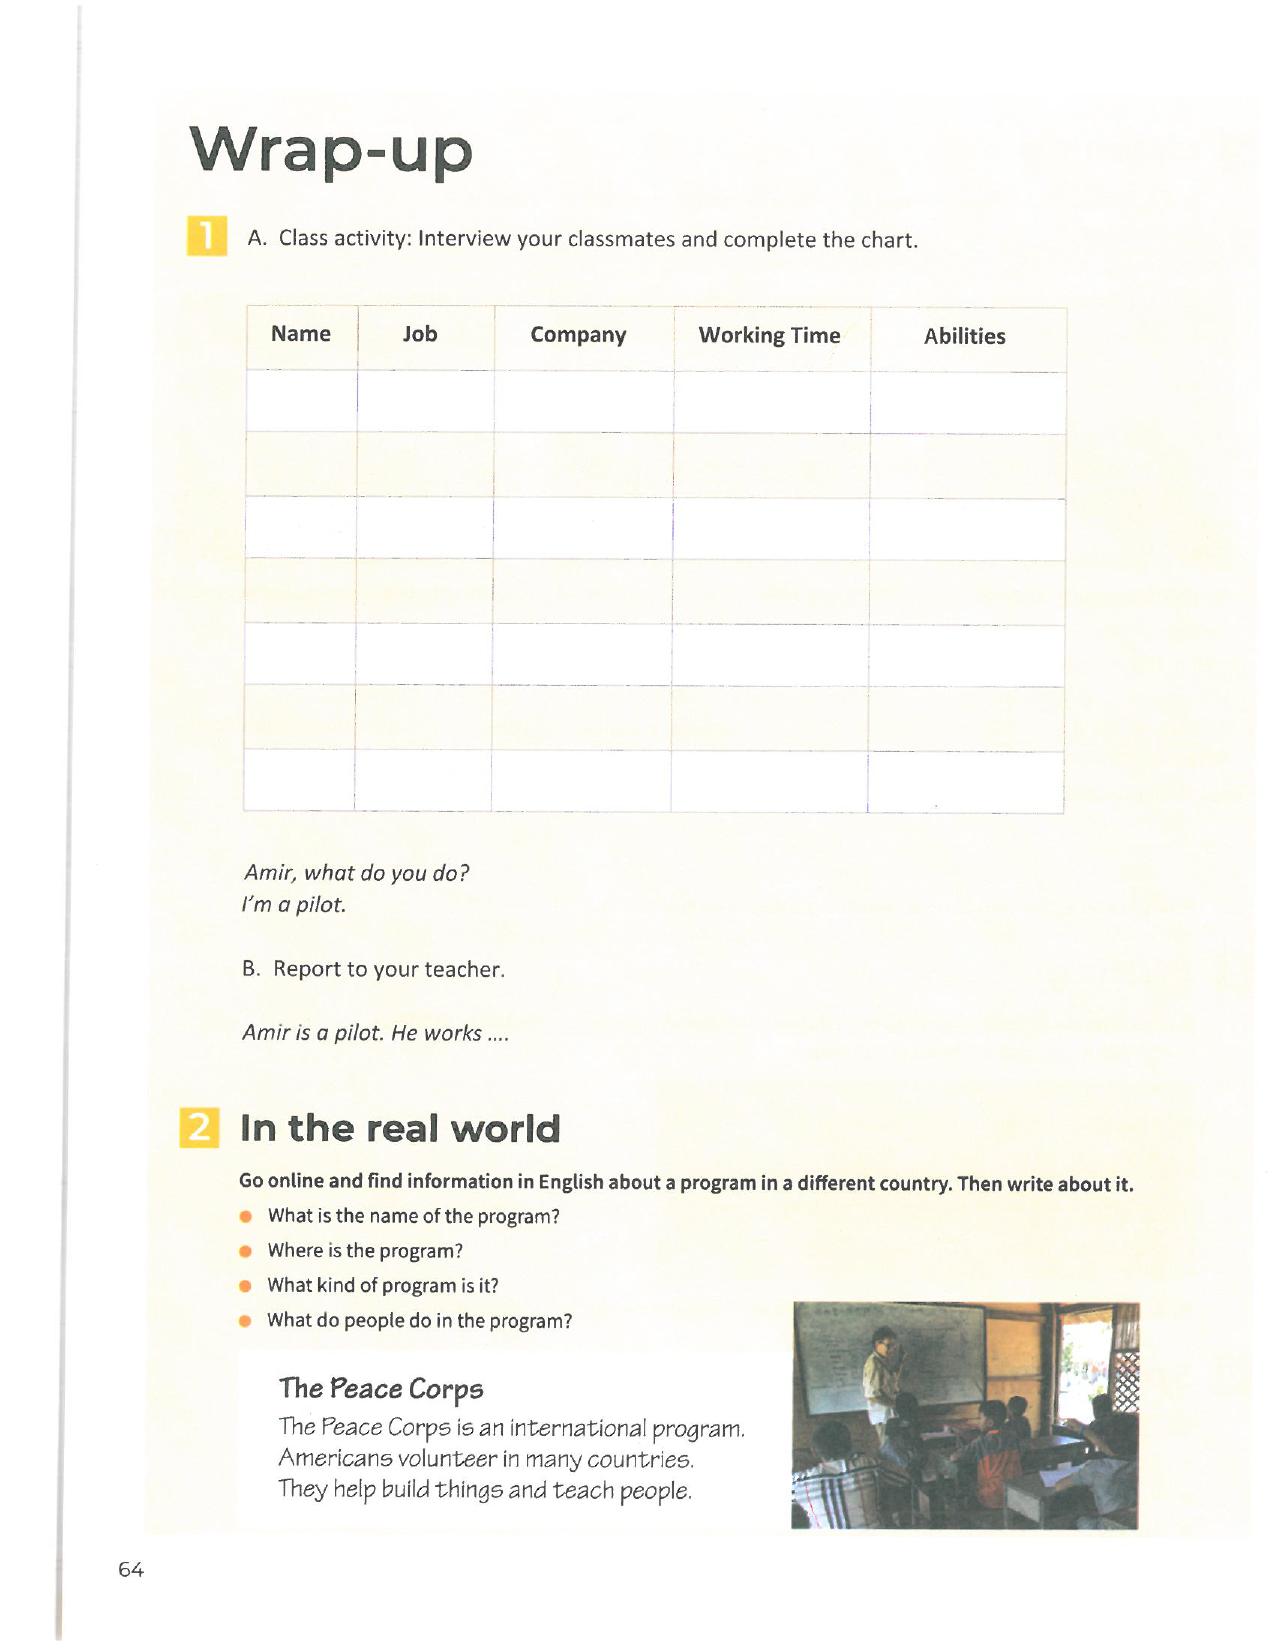 Wrap-up
1 A. Class activity: Interview your classmates and complete the chart.
Name Job Company Working Time Abilities
Amir, what do you do?
I'm a pilot.
B. Report to your teacher.
Amir is a pilot. He works ....
2 In the real world
Go online and find information in English about a program in a different country. Then write about it.
• What is the name of the program?
• Where is the program?
• What kind of program is it?
• What do people do in the program?
The Peace Corps
The Peace Corps is an international program.
Americans volunteer in many countries.
They help build things and teach people.
64